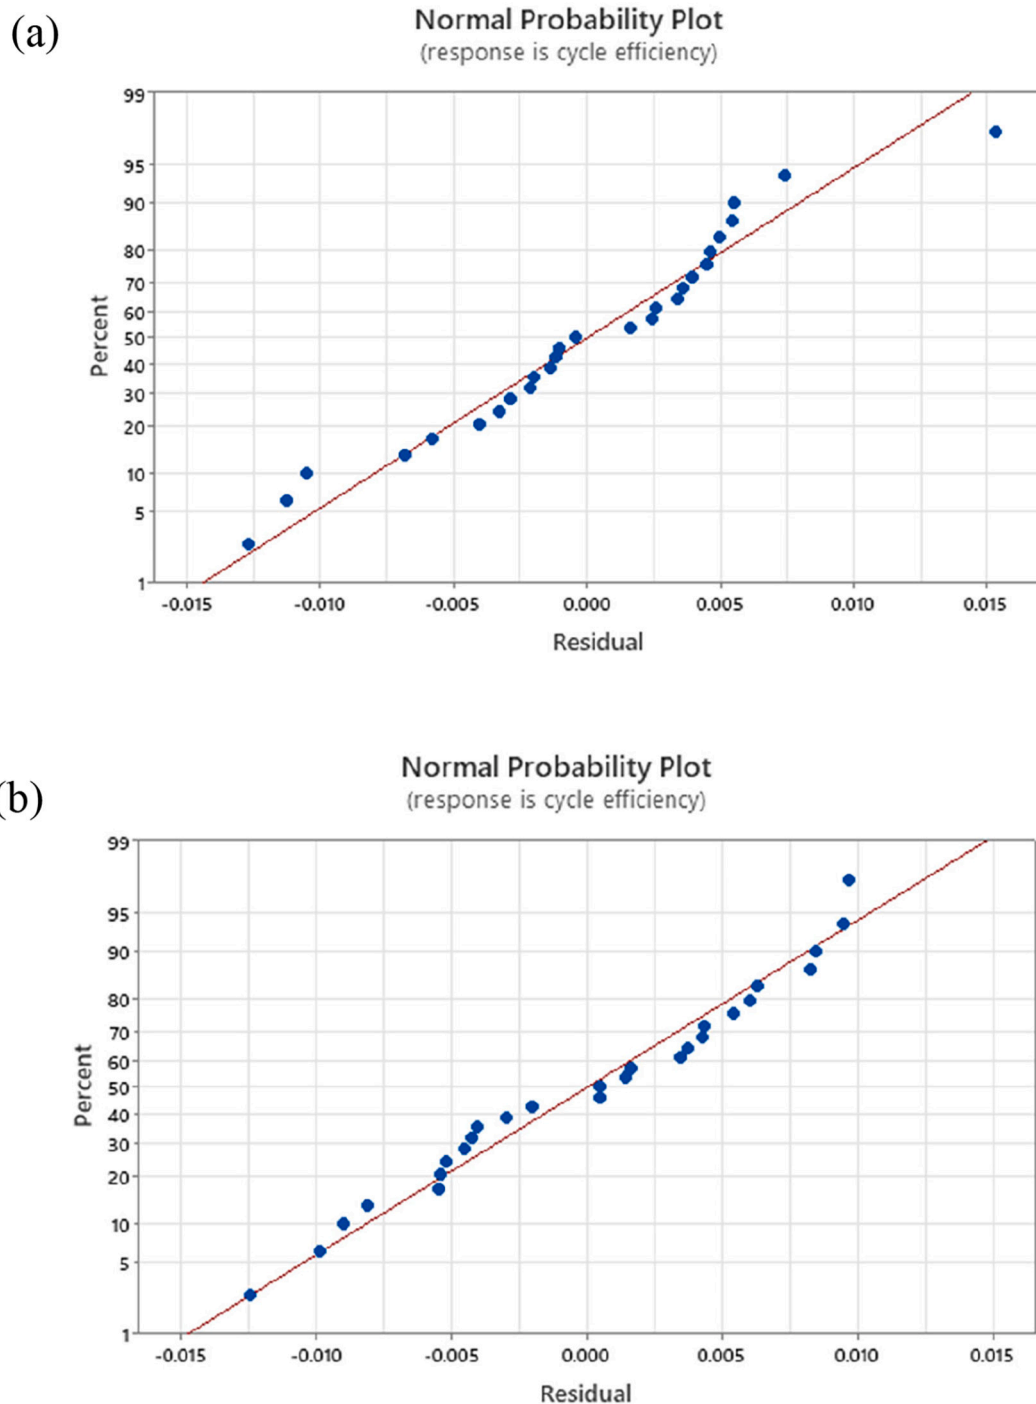 (a)
Normal Probability Plot
(response is cycle efficiency)
99
95
90
80
70
60
50
40
30
20
10
5
1
Percent
-0.015 -0.010 -0.005 0.000 0.005 0.010 0.015
Residual
(b)
Normal Probability Plot
(response is cycle efficiency)
99
95
90
80
70
60
50
40
30
20
10
5
1
Percent
-0.015 -0.010 -0.005 0.000 0.005 0.010 0.015
Residual